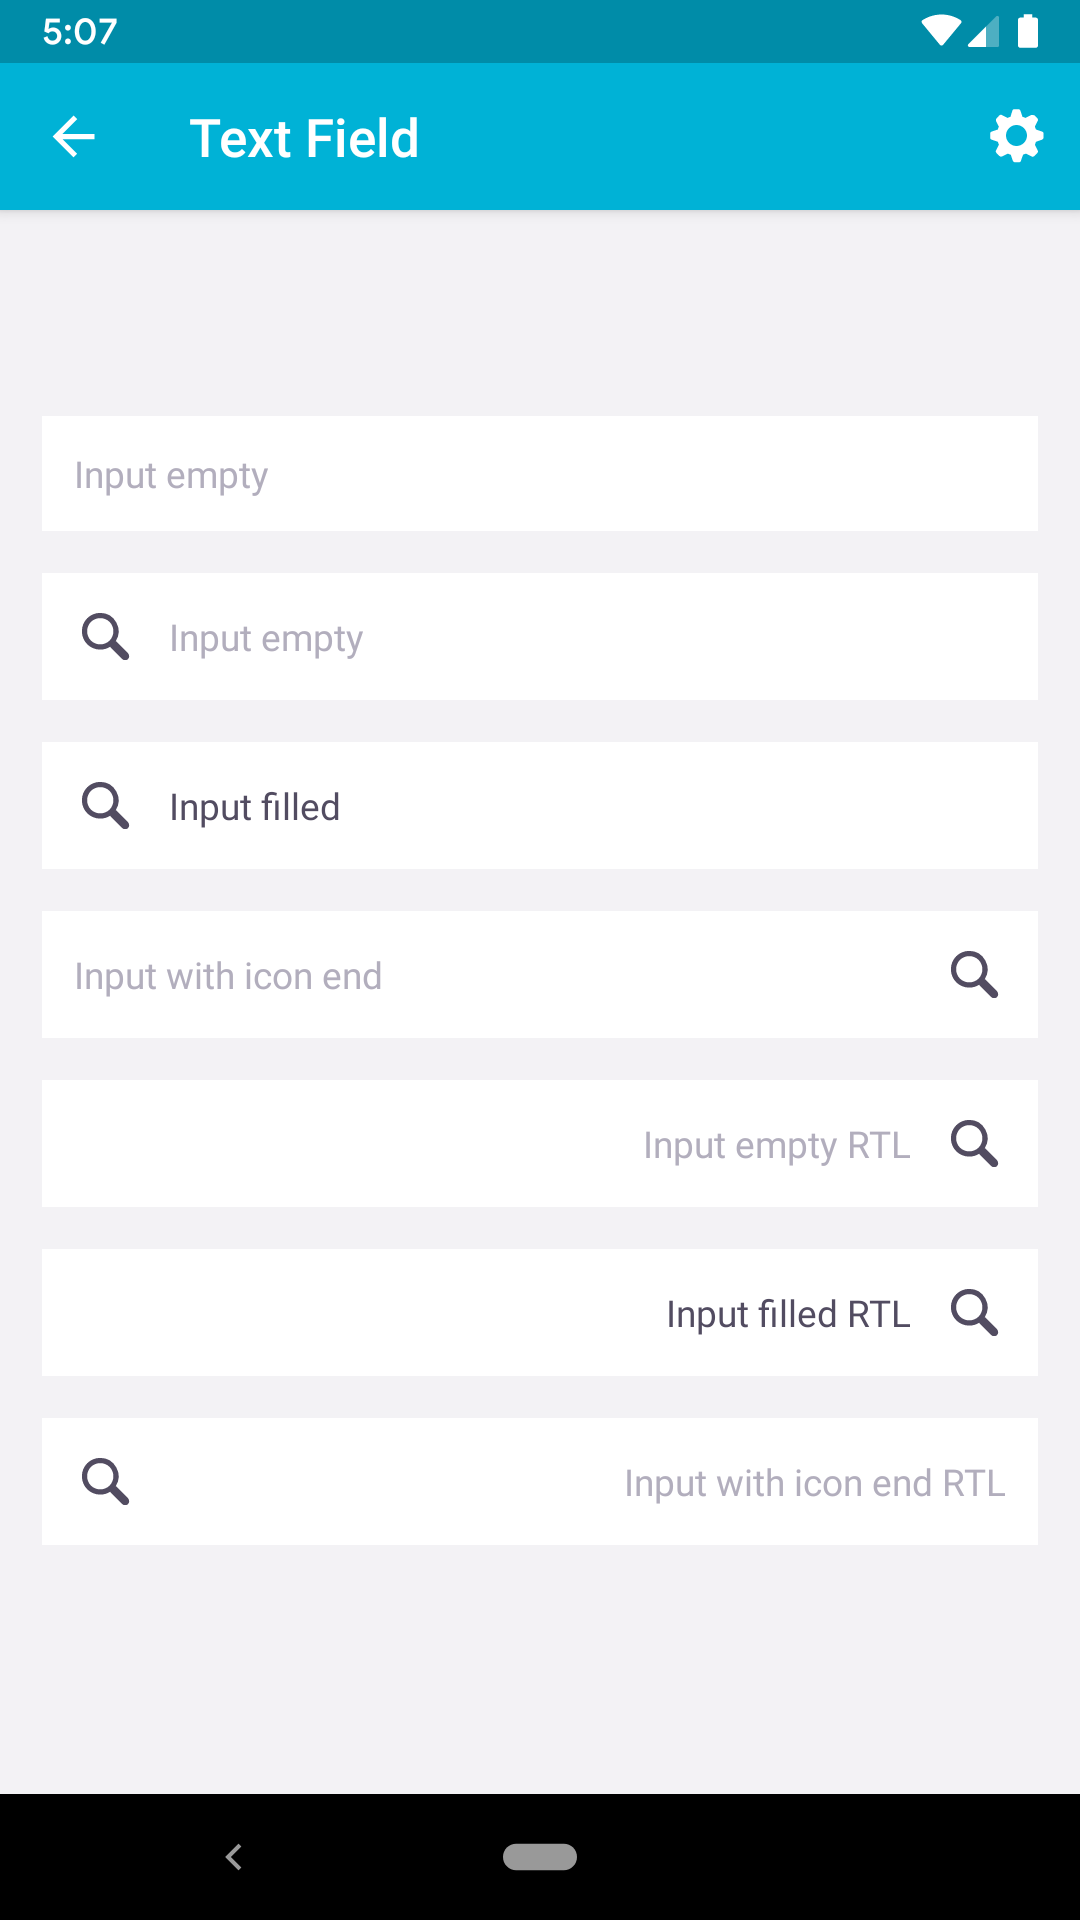 5:07
Text Field
Input empty
Input empty
Input filled
Input with icon end
Input empty RTL
Input filled RTL
Input with icon end RTL